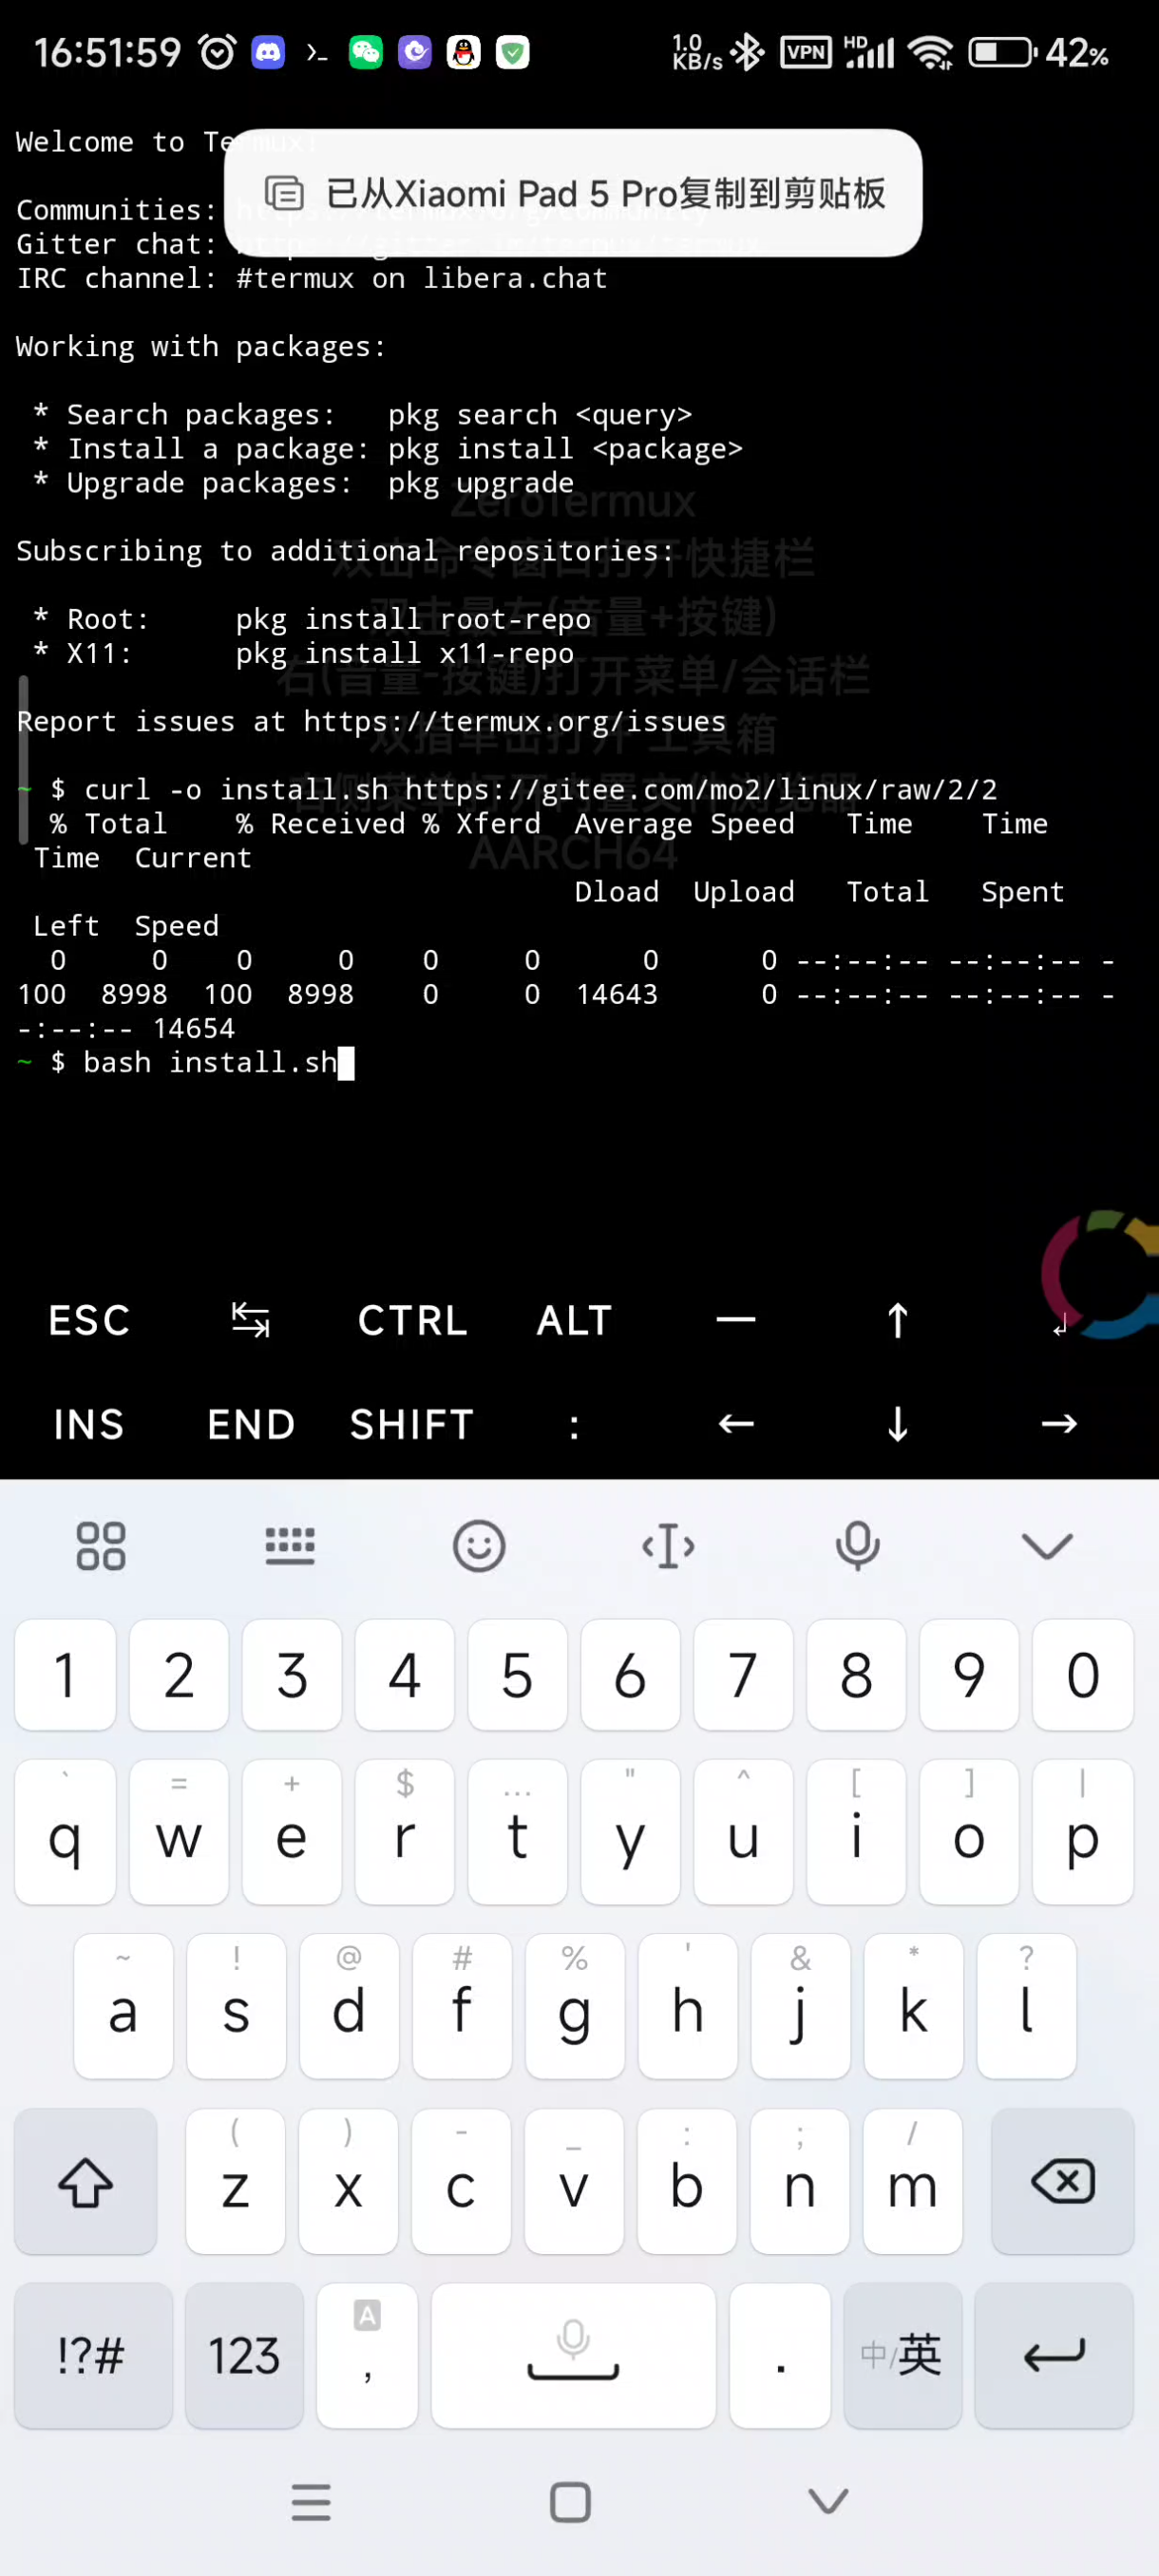 16:51:59 1.0 KB/s VPN HD 42%
Welcome to Termux!
已从Xiaomi Pad 5 Pro复制到剪贴板
Communities: https://termux.org/community
Gitter chat: https://gitter.im/termux/termux
IRC channel: #termux on libera.chat
Working with packages:
* Search packages: pkg search <query>
* Install a package: pkg install <package>
* Upgrade packages: pkg upgrade
ZeroTermux
Subscribing to additional repositories:
双击命令窗口打开快捷栏
* Root: pkg install root-repo
双击最左(音量+按键)
* X11: pkg install x11-repo
右(音量-按键)打开菜单/会话栏
Report issues at https://termux.org/issues
双指单击打开工具箱
~ $ curl -o install.sh https://gitee.com/mo2/linux/raw/2/2
右侧菜单打开内置文件浏览器
% Total % Received % Xferd Average Speed Time Time
Time Current
AARCH64
Dload Upload Total Spent
Left Speed
0 0 0 0 0 0 0 0 --:--:-- --:--:-- -
100 8998 100 8998 0 0 14643 0 --:--:-- --:--:-- -
-:--:-- 14654
~ $ bash install.sh
ESC CTRL ALT — ↑ ↲
INS END SHIFT : ← ↓ →
1 2 3 4 5 6 7 8 9 0
` = + $ ... " ^ [ ] |
q w e r t y u i o p
~ ! @ # % ' & * ?
a s d f g h j k l
( ) - _ : ; /
z x c v b n m
A
!?# 123 , . 中/英